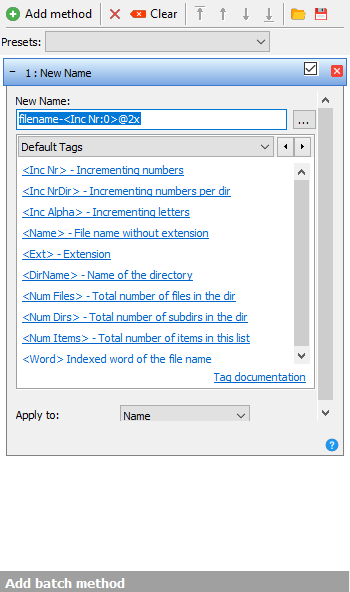 Add method Clear
Presets:
1 : New Name
New Name:
filename-<Inc Nr:0>@2x
...
Default Tags
<Inc Nr> - Incrementing numbers
<Inc NrDir> - Incrementing numbers per dir
<Inc Alpha> - Incrementing letters
<Name> - File name without extension
<Ext> - Extension
<DirName> - Name of the directory
<Num Files> - Total number of files in the dir
<Num Dirs> - Total number of subdirs in the dir
<Num Items> - Total number of items in this list
<Word> Indexed word of the file name
Tag documentation
Apply to: Name
Add batch method